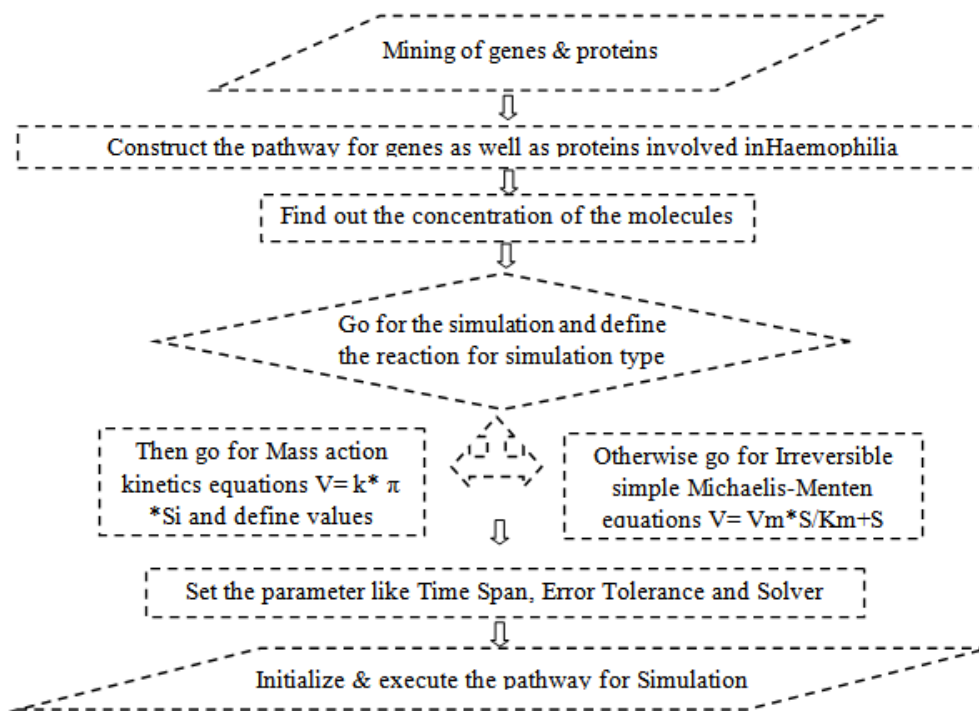 Mining of genes & proteins
Construct the pathway for genes as well as proteins involved inHaemophilia
Find out the concentration of the molecules
Go for the simulation and define
the reaction for simulation type
Then go for Mass action
kinetics equations V= k* π
*Si and define values
Otherwise go for Irreversible
simple Michaelis-Menten
equations V= Vm*S/Km+S
Set the parameter like Time Span, Error Tolerance and Solver
Initialize & execute the pathway for Simulation